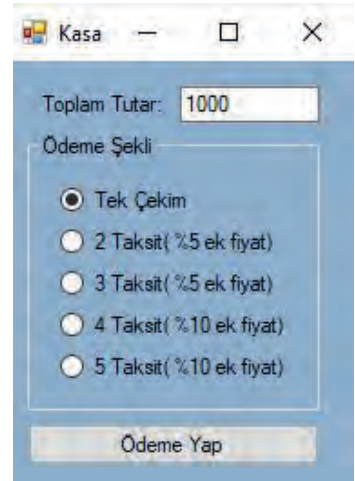 Kasa
Toplam Tutar: 1000
Ödeme Şekli
Tek Çekim
2 Taksit( %5 ek fiyat)
3 Taksit( %5 ek fiyat)
4 Taksit( %10 ek fiyat)
5 Taksit( %10 ek fiyat)
Ödeme Yap